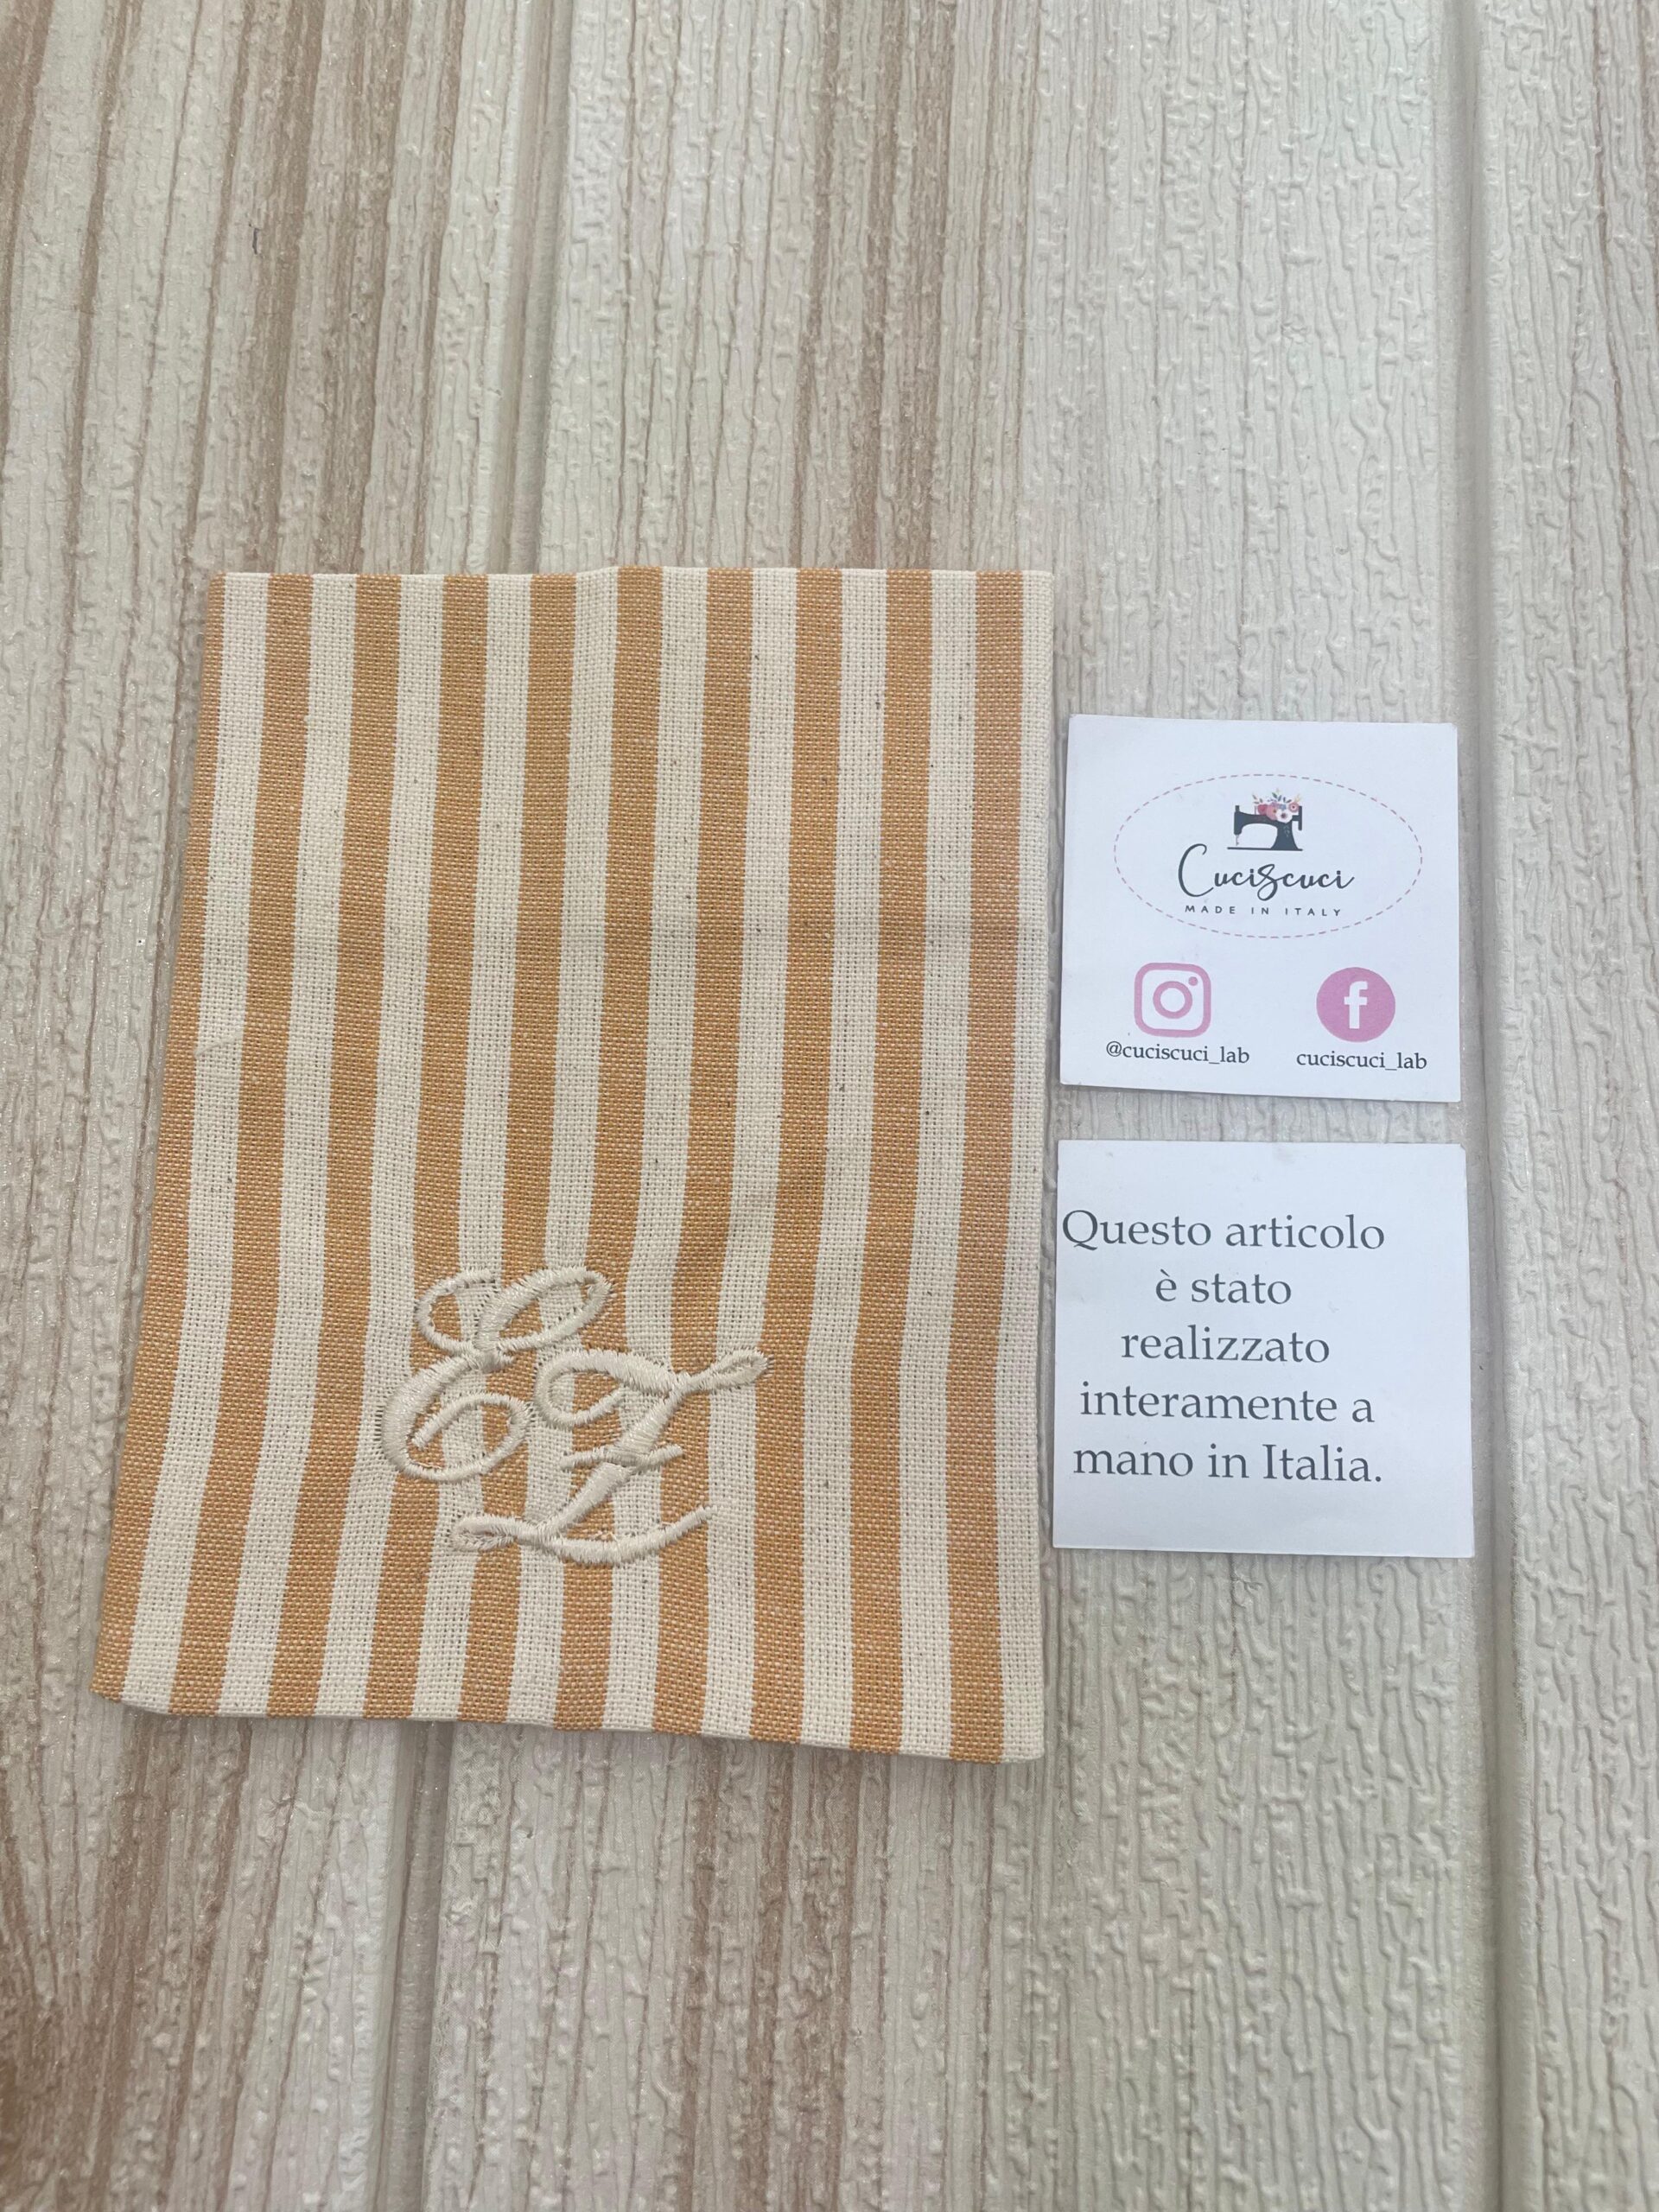 CuciScuci
MADE IN ITALY
@cuciscuci_lab
cuciscuci_lab
Questo articolo
è stato
realizzato
interamente a
mano in Italia.